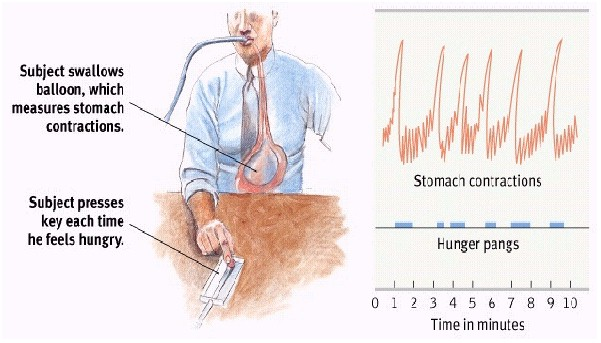 Subject swallows
balloon, which
measures stomach
contractions.
Subject presses
key each time
he feels hungry.
Stomach contractions
Hunger pangs
0 1 2 3 4 5 6 7 8 9 10
Time in minutes